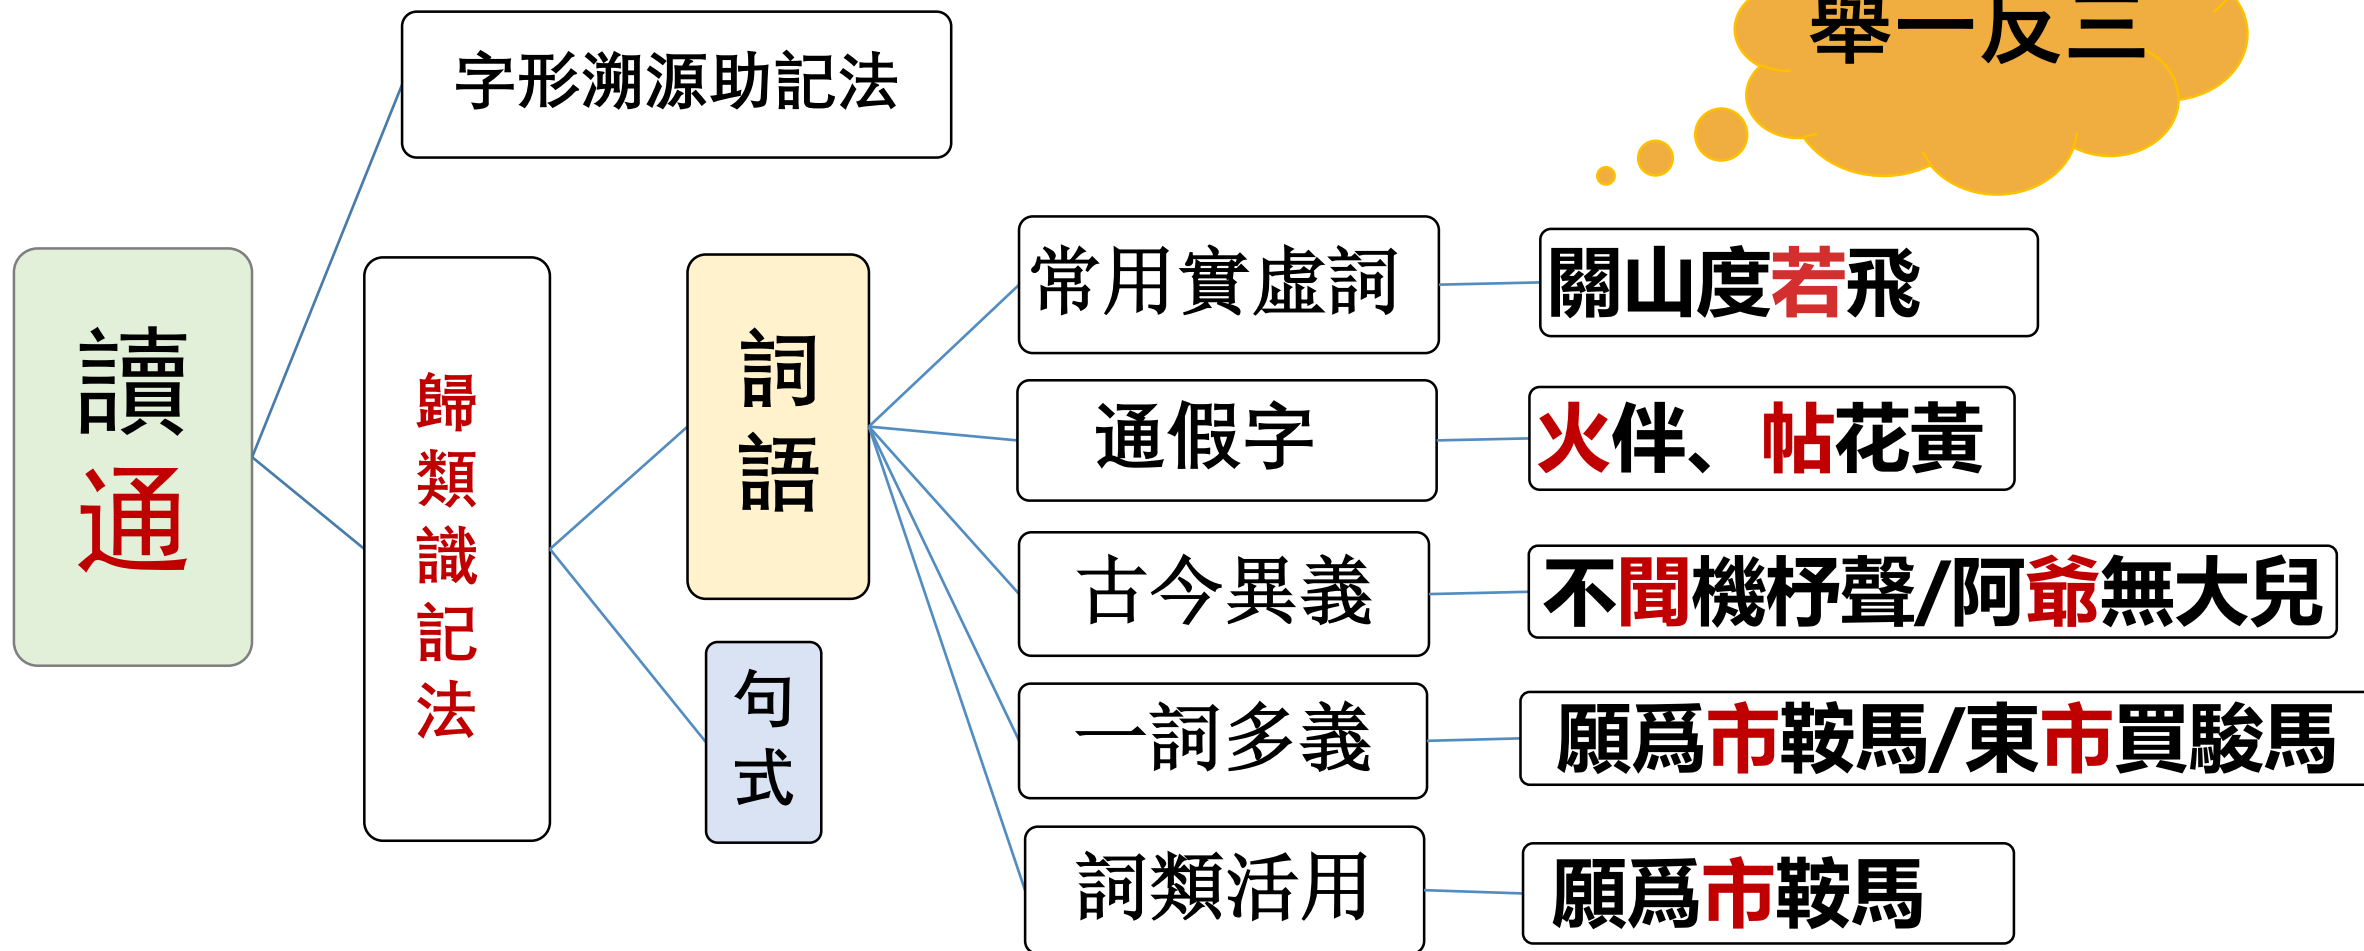 舉一反三
字形溯源助記法
讀通
歸類識記法
詞語
句式
常用實虛詞
關山度若飛
通假字
火伴、帖花黃
古今異義
不聞機杼聲/阿爺無大兒
一詞多義
願爲市鞍馬/東市買駿馬
詞類活用
願爲市鞍馬